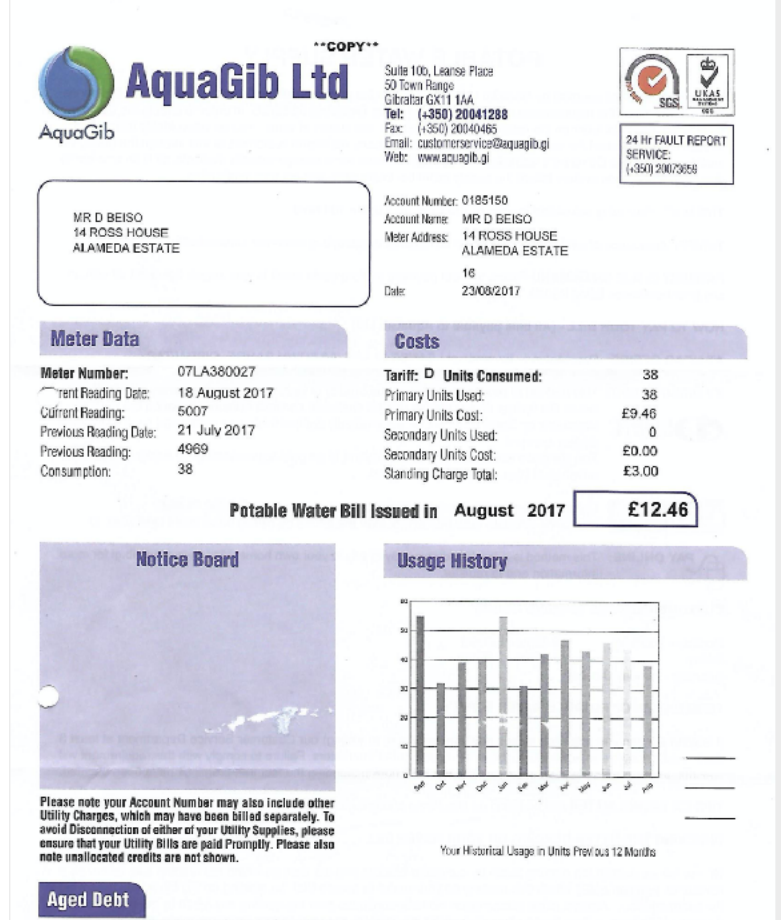 **COPY**
AquaGib Ltd
AquaGib
Suite 10b, Leanse Place
50 Town Range
Gibraltar GX11 1AA
Tel: (+350) 20041288
Fax: (+350) 20040465
Email: customerservice@aquagib.gi
Web: www.aquagib.gi
SGS
UKAS
MANAGEMENT
SYSTEMS
24 Hr FAULT REPORT
SERVICE:
(+350) 20073656
MR D BEISO
14 ROSS HOUSE
ALAMEDA ESTATE
Account Number: 0185150
Account Name: MR D BEISO
Meter Address: 14 ROSS HOUSE
ALAMEDA ESTATE
16
Date: 23/08/2017
Meter Data
Meter Number: 07LA380027
rent Reading Date: 18 August 2017
Current Reading: 5007
Previous Reading Date: 21 July 2017
Previous Reading: 4969
Consumption: 38
Costs
Tariff: D Units Consumed: 38
Primary Units Used: 38
Primary Units Cost: £9.46
Secondary Units Used: 0
Secondary Units Cost: £0.00
Standing Charge Total: £3.00
Potable Water Bill Issued in August 2017 £12.46
Notice Board
Usage History
60
50
40
30
20
10
0
Sep Oct Nov Dec Jan Feb Mar Apr May Jun Jul Aug
Your Historical Usage in Units Previous 12 Months
Please note your Account Number may also include other
Utility Charges, which may have been billed separately. To
avoid Disconnection of either of your Utility Supplies, please
ensure that your Utility Bills are paid Promptly. Please also
note unallocated credits are not shown.
Aged Debt